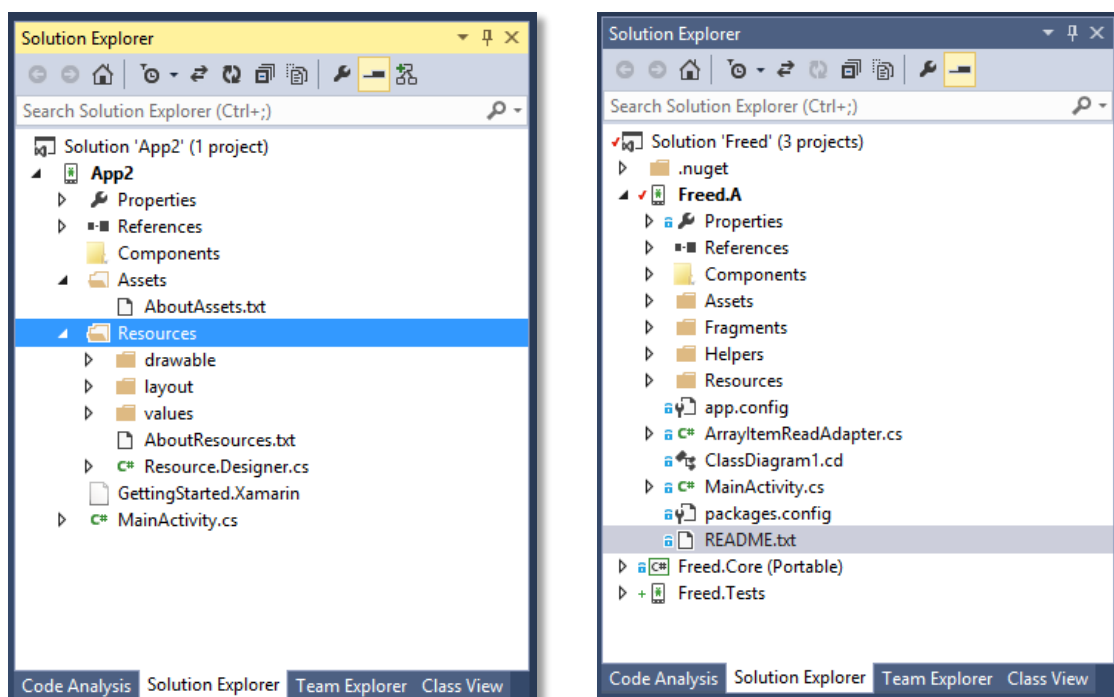 Solution Explorer
Search Solution Explorer (Ctrl+;)
Solution 'App2' (1 project)
App2
Properties
References
Components
Assets
AboutAssets.txt
Resources
drawable
layout
values
AboutResources.txt
C# Resource.Designer.cs
GettingStarted.Xamarin
C# MainActivity.cs
Code Analysis Solution Explorer Team Explorer Class View
Solution Explorer
Search Solution Explorer (Ctrl+;)
Solution 'Freed' (3 projects)
.nuget
Freed.A
Properties
References
Components
Assets
Fragments
Helpers
Resources
app.config
C# ArrayItemReadAdapter.cs
ClassDiagram1.cd
C# MainActivity.cs
packages.config
README.txt
C# Freed.Core (Portable)
Freed.Tests
Code Analysis Solution Explorer Team Explorer Class View